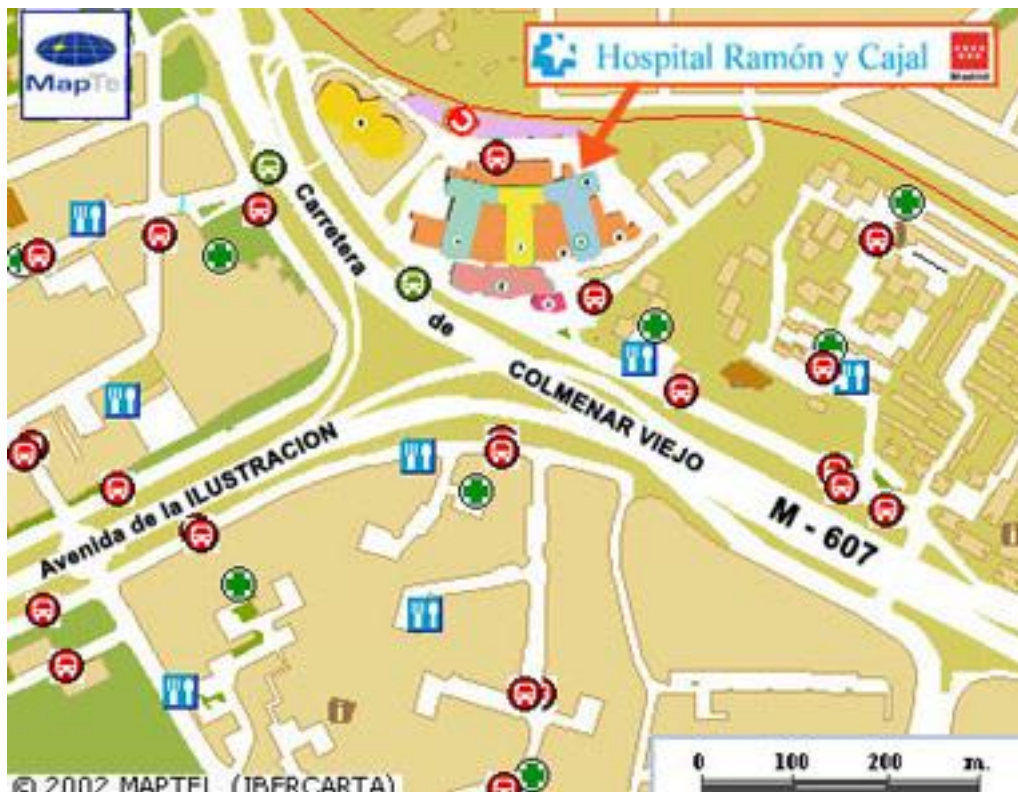 MapTel
Hospital Ramón y Cajal
Madrid
Carretera
de
COLMENAR VIEJO
M - 607
Avenida de la ILUSTRACION
0 100 200 m.
© 2002 MAPTEL (IBERCARTA)